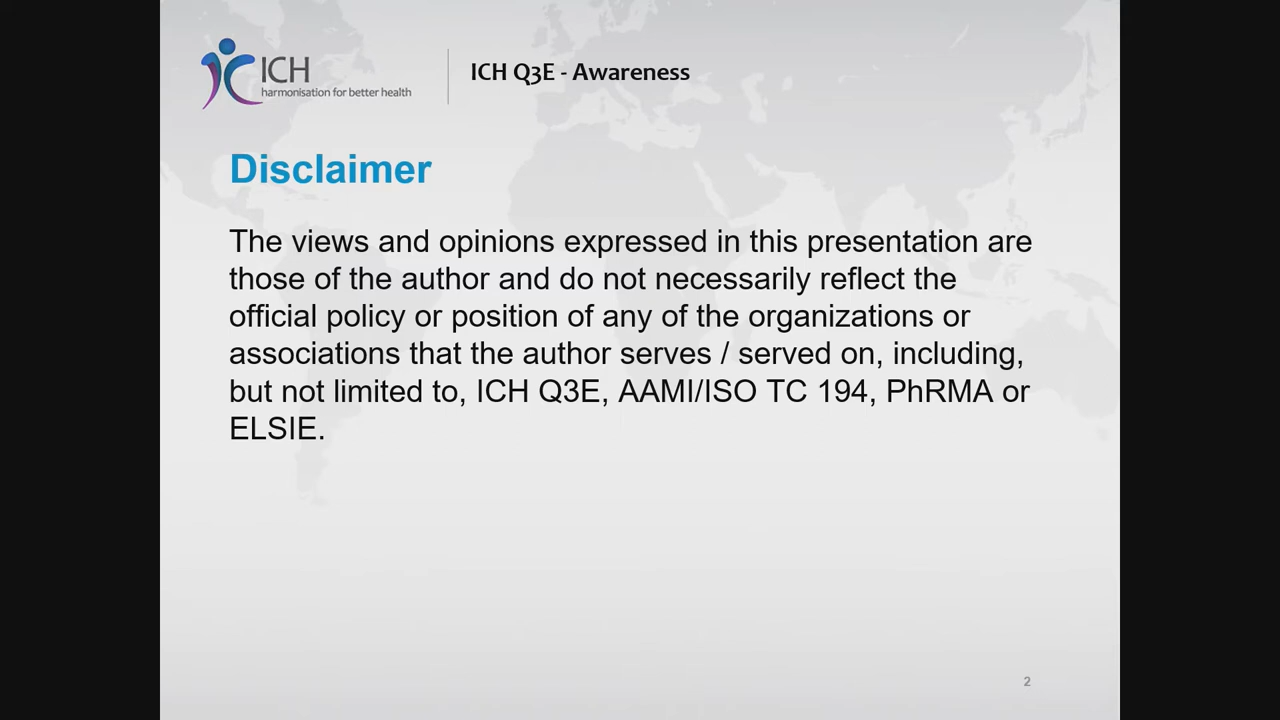 ICH
harmonisation for better health
ICH Q3E - Awareness
Disclaimer
The views and opinions expressed in this presentation are
those of the author and do not necessarily reflect the
official policy or position of any of the organizations or
associations that the author serves / served on, including,
but not limited to, ICH Q3E, AAMI/ISO TC 194, PhRMA or
ELSIE.
2